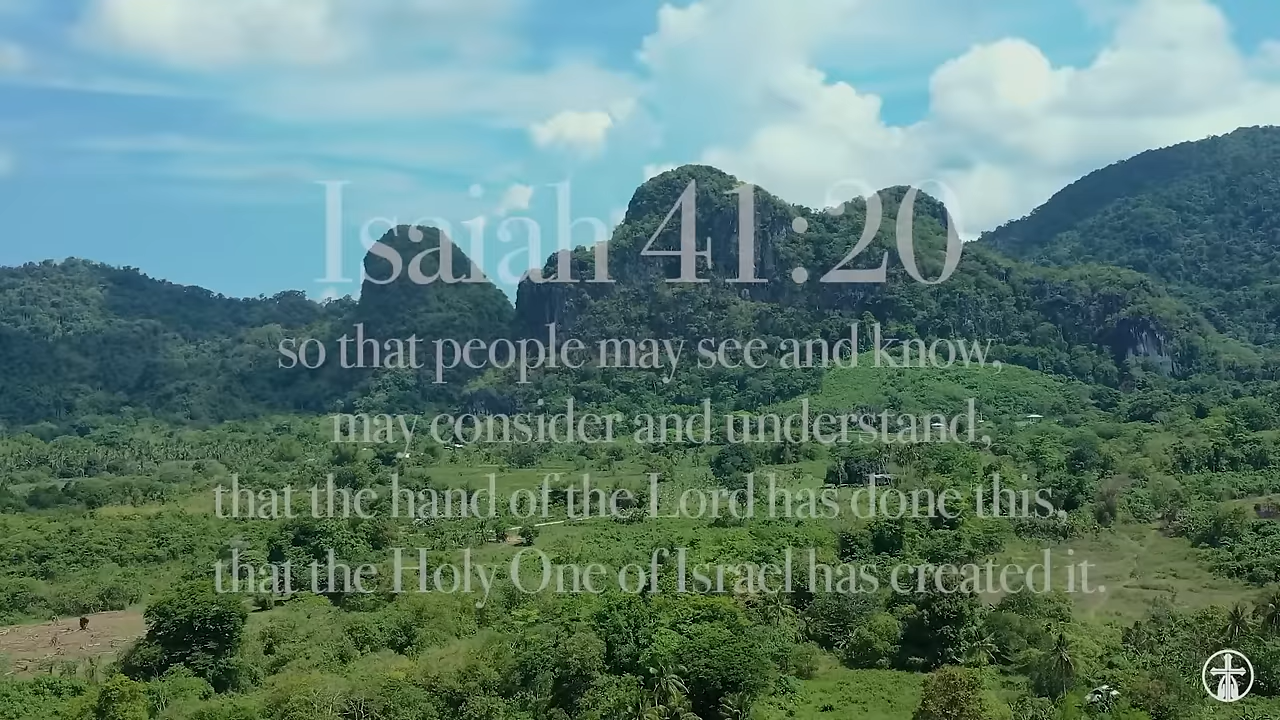 Isaiah 41:20
so that people may see and know,
may consider and understand,
that the hand of the Lord has done this,
that the Holy One of Israel has created it.